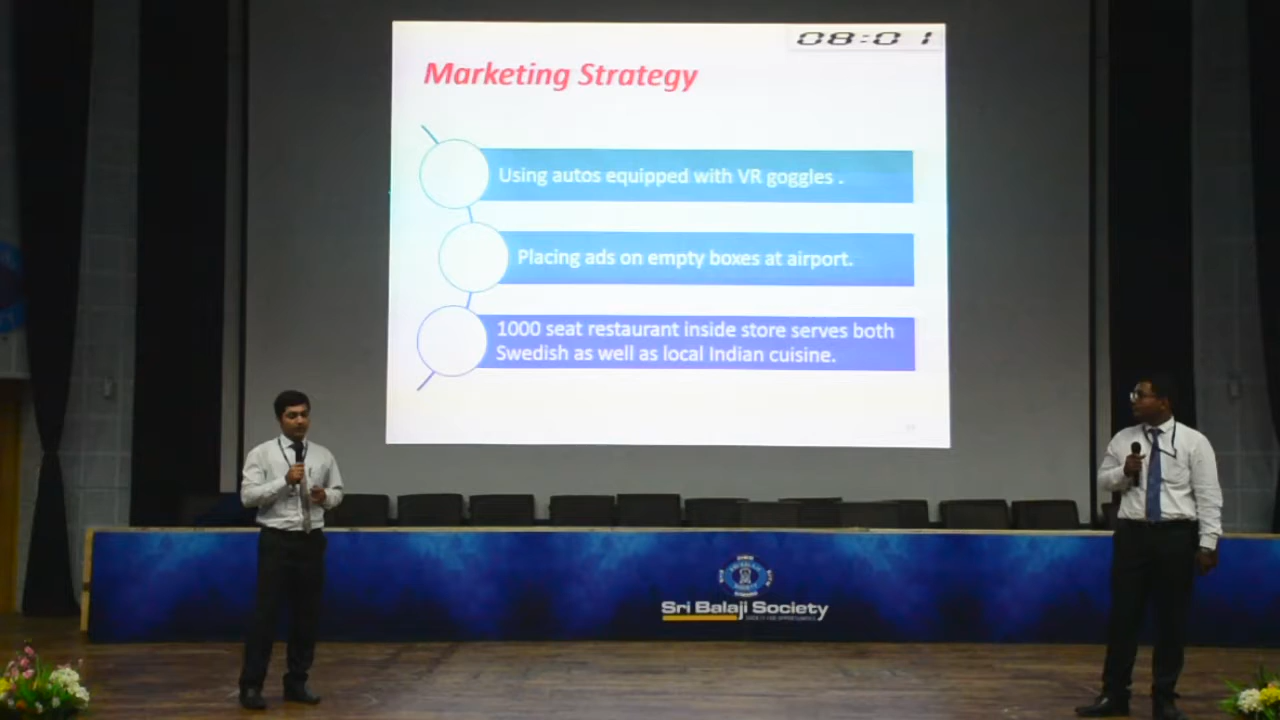 08:01
Marketing Strategy
Using autos equipped with VR goggles .
Placing ads on empty boxes at airport.
1000 seat restaurant inside store serves both
Swedish as well as local Indian cuisine.
Sri Balaji Society